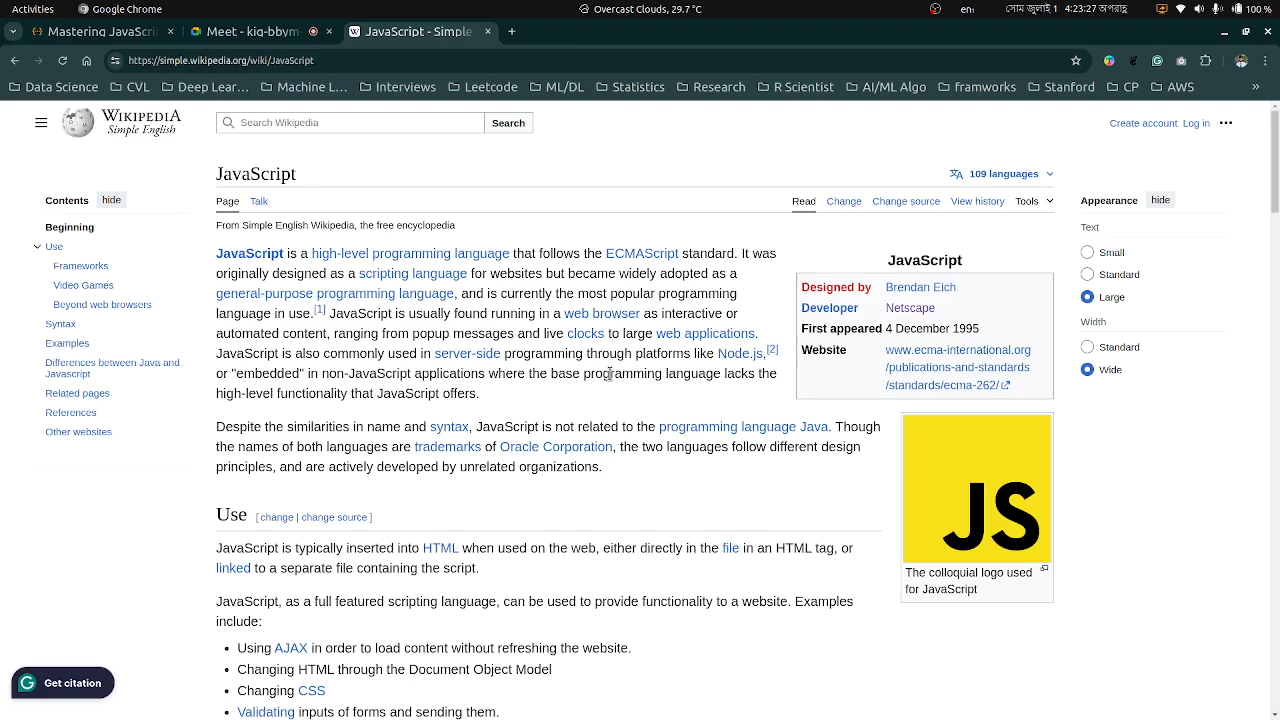 Activities Google Chrome Overcast Clouds, 29.7 °C en₁ সোম জুলাই 1 4:23:27 অপরাহ্ণ 100 %
Mastering JavaScri Meet - kiq-bbym- JavaScript - Simple
https://simple.wikipedia.org/wiki/JavaScript
Data Science CVL Deep Lear... Machine L... Interviews Leetcode ML/DL Statistics Research R Scientist AI/ML Algo framworks Stanford CP AWS
WIKIPEDIA
Simple English
Search Wikipedia Search
Create account Log in
JavaScript
109 languages
Contents hide
Page Talk Read Change Change source View history Tools
Appearance hide
Beginning
From Simple English Wikipedia, the free encyclopedia
Text
Use
Frameworks
Video Games
Beyond web browsers
Syntax
Examples
Differences between Java and
Javascript
Related pages
References
Other websites
JavaScript is a high-level programming language that follows the ECMAScript standard. It was
originally designed as a scripting language for websites but became widely adopted as a
general-purpose programming language, and is currently the most popular programming
language in use.[1] JavaScript is usually found running in a web browser as interactive or
automated content, ranging from popup messages and live clocks to large web applications.
JavaScript is also commonly used in server-side programming through platforms like Node.js,[2]
or "embedded" in non-JavaScript applications where the base programming language lacks the
high-level functionality that JavaScript offers.
JavaScript
Designed by Brendan Eich
Developer Netscape
First appeared 4 December 1995
Website www.ecma-international.org
/publications-and-standards
/standards/ecma-262/
Small
Standard
Large
Width
Standard
Wide
Despite the similarities in name and syntax, JavaScript is not related to the programming language Java. Though
the names of both languages are trademarks of Oracle Corporation, the two languages follow different design
principles, and are actively developed by unrelated organizations.
JS
The colloquial logo used
for JavaScript
Use [ change | change source ]
JavaScript is typically inserted into HTML when used on the web, either directly in the file in an HTML tag, or
linked to a separate file containing the script.
JavaScript, as a full featured scripting language, can be used to provide functionality to a website. Examples
include:
• Using AJAX in order to load content without refreshing the website.
• Changing HTML through the Document Object Model
• Changing CSS
• Validating inputs of forms and sending them.
Get citation